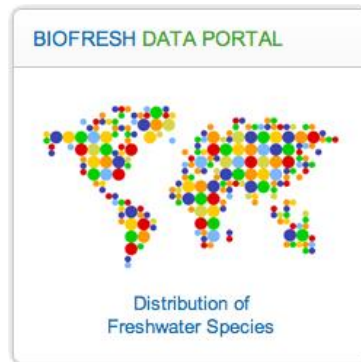 BIOFRESH DATA PORTAL
Distribution of
Freshwater Species